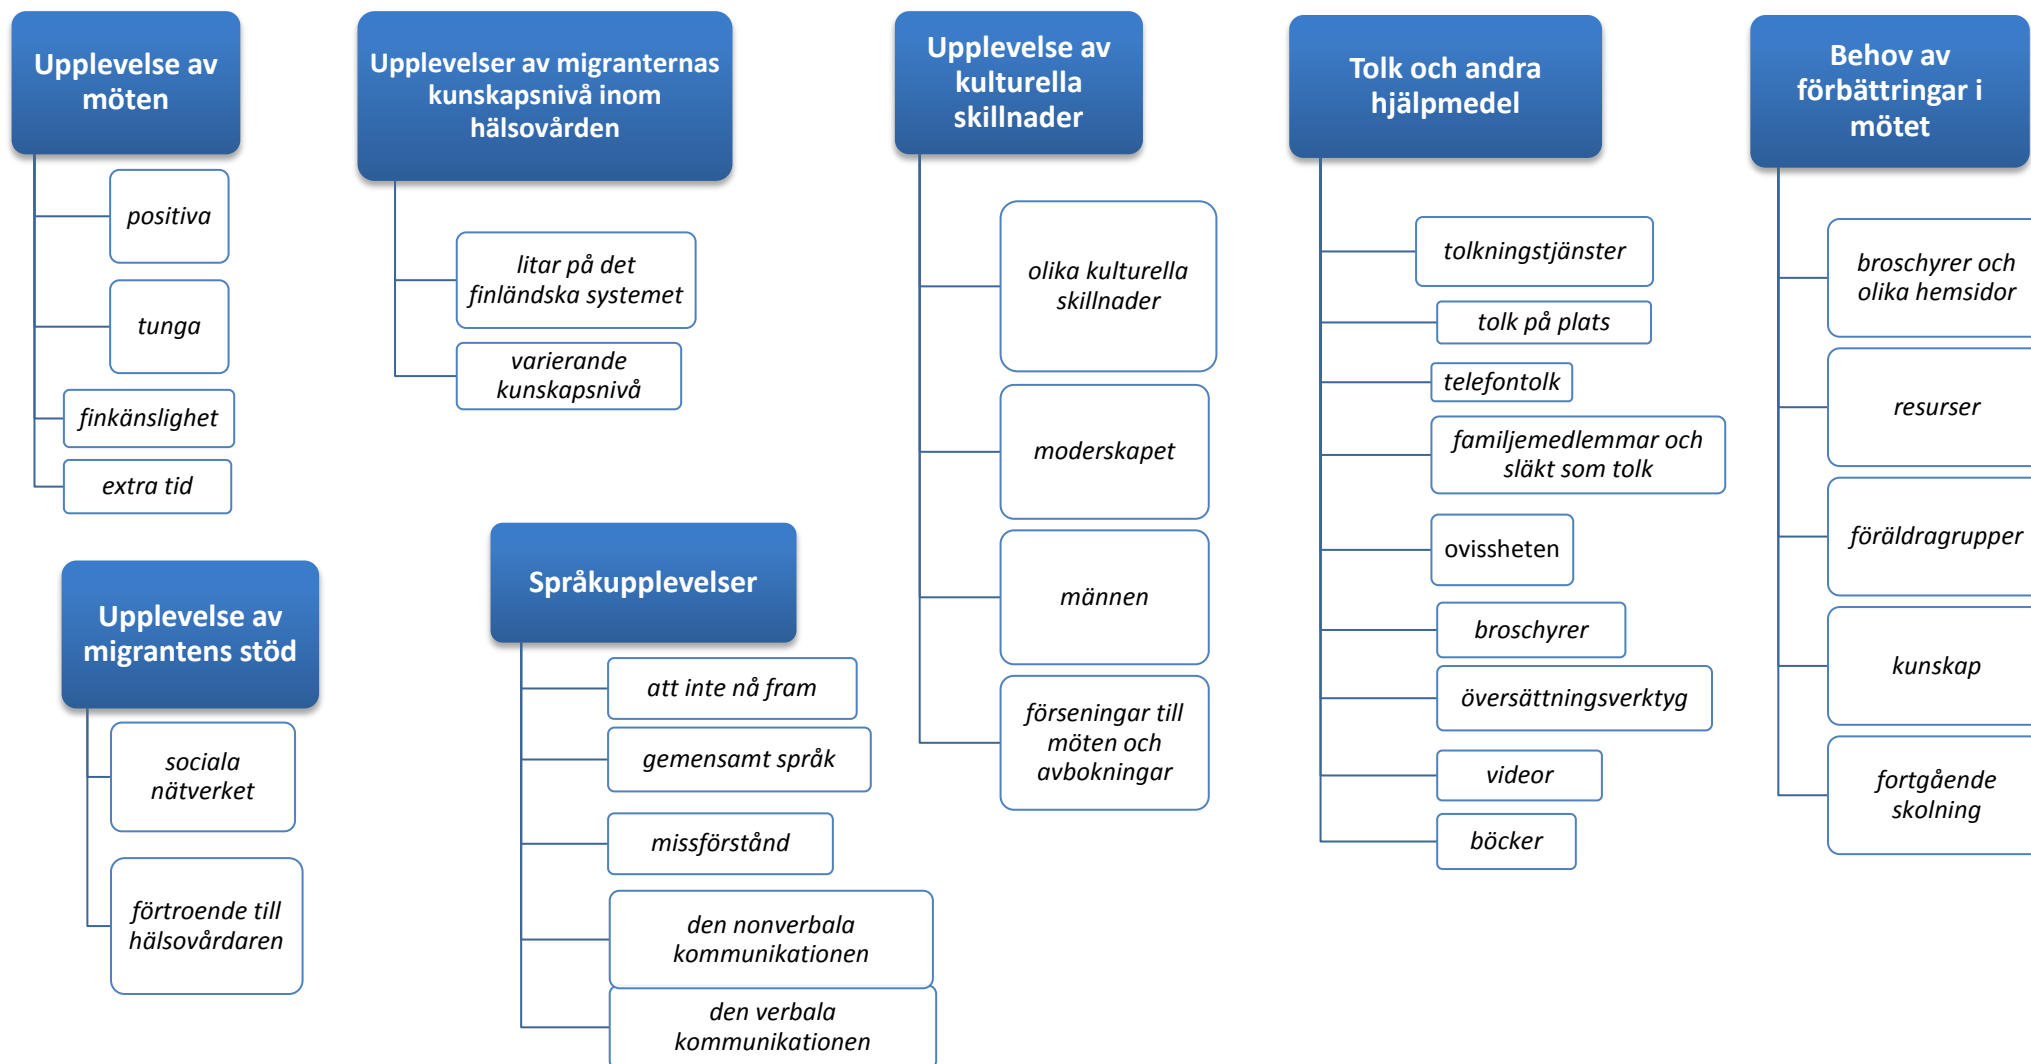 Upplevelse av
möten
positiva
tunga
finkänslighet
extra tid
Upplevelser av migranternas
kunskapsnivå inom
hälsovården
litar på det
finländska systemet
varierande
kunskapsnivå
Upplevelse av
kulturella
skillnader
olika kulturella
skillnader
moderskapet
männen
förseningar till
möten och
avbokningar
Tolk och andra
hjälpmedel
tolkningstjänster
tolk på plats
telefontolk
familjemedlemmar och
släkt som tolk
ovissheten
broschyrer
översättningsverktyg
videor
böcker
Behov av
förbättringar i
mötet
broschyrer och
olika hemsidor
resurser
föräldragrupper
kunskap
fortgående
skolning
Upplevelse av
migrantens stöd
sociala
nätverket
förtroende till
hälsovårdaren
Språkupplevelser
att inte nå fram
gemensamt språk
missförstånd
den nonverbala
kommunikationen
den verbala
kommunikationen